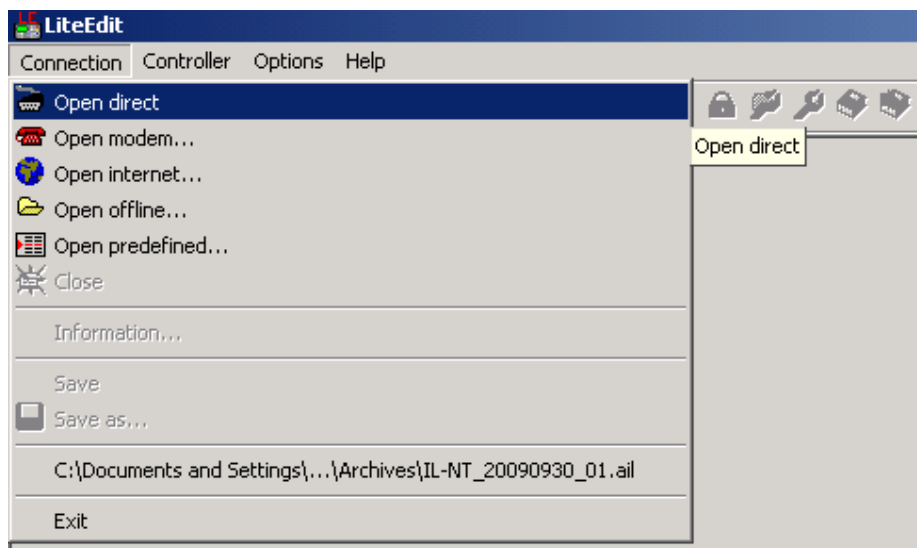 LiteEdit
Connection Controller Options Help
Open direct
Open modem...
Open direct
Open internet...
Open offline...
Open predefined...
Close
Information...
Save
Save as...
C:\Documents and Settings\...\Archives\IL-NT_20090930_01.ail
Exit